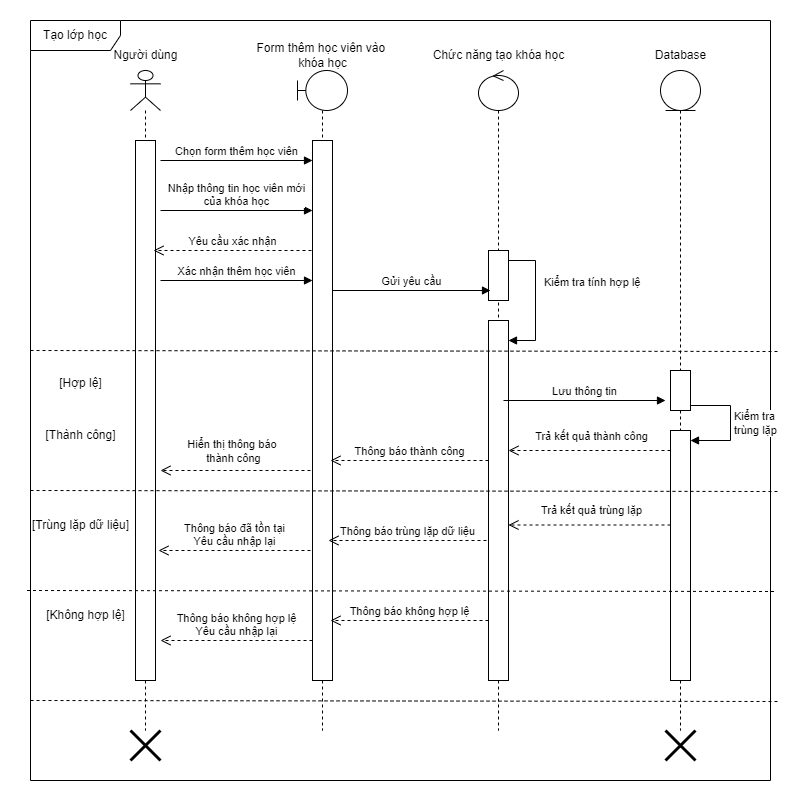 Tạo lớp học
Người dùng
Form thêm học viên vào
khóa học
Chức năng tạo khóa học
Database
Chọn form thêm học viên
Nhập thông tin học viên mới
của khóa học
Yêu cầu xác nhận
Xác nhận thêm học viên
Gửi yêu cầu
Kiểm tra tính hợp lệ
[Hợp lệ]
Lưu thông tin
Kiểm tra
trùng lặp
[Thành công]
Trả kết quả thành công
Thông báo thành công
Hiển thị thông báo
thành công
[Trùng lặp dữ liệu]
Trả kết quả trùng lặp
Thông báo trùng lặp dữ liệu
Thông báo đã tồn tại
Yêu cầu nhập lại
[Không hợp lệ]
Thông báo không hợp lệ
Thông báo không hợp lệ
Yêu cầu nhập lại